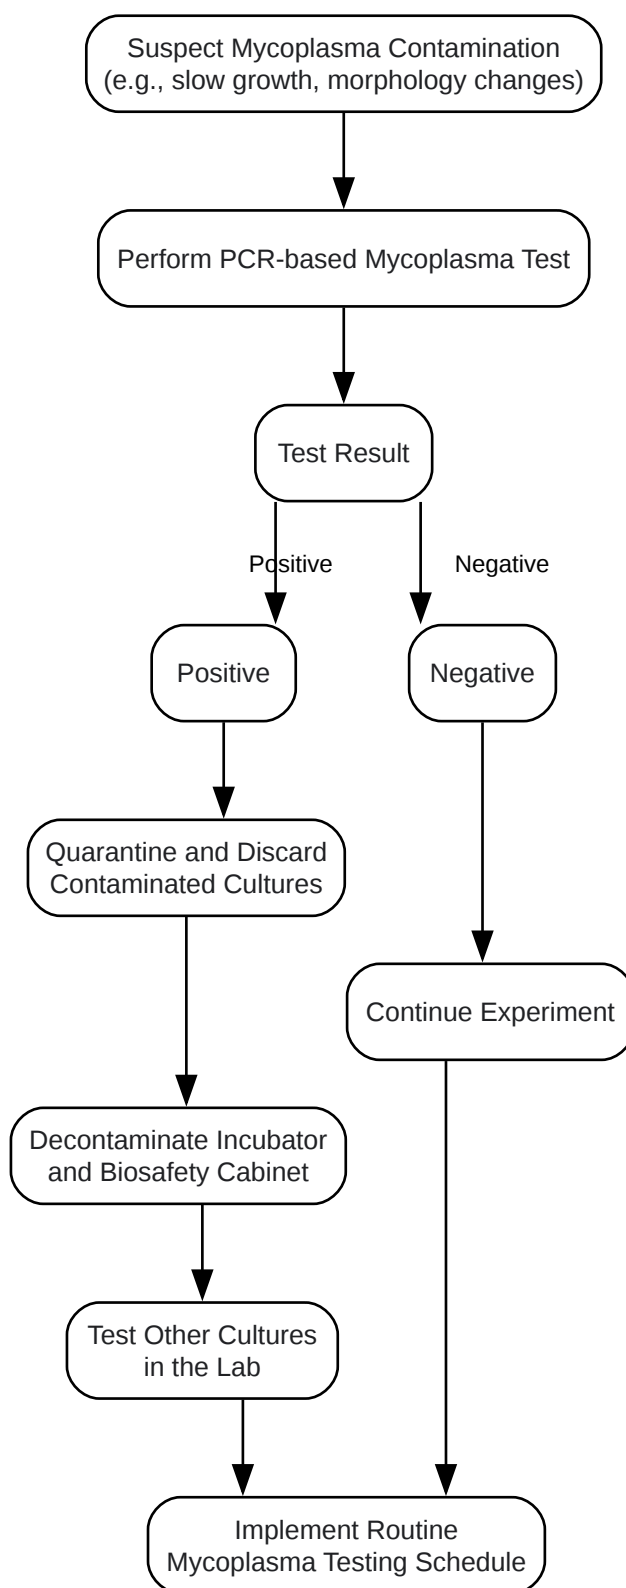 Suspect Mycoplasma Contamination
(e.g., slow growth, morphology changes)
Perform PCR-based Mycoplasma Test
Test Result
Positive
Negative
Positive
Negative
Quarantine and Discard
Contaminated Cultures
Continue Experiment
Decontaminate Incubator
and Biosafety Cabinet
Test Other Cultures
in the Lab
Implement Routine
Mycoplasma Testing Schedule